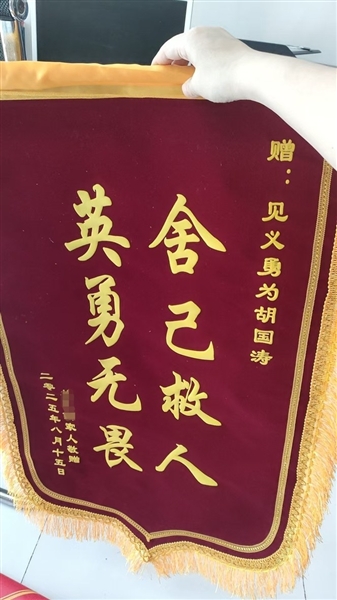 赠：见义勇为胡国涛
舍己救人
英勇无畏
家人敬赠
二零二五年八月十五日